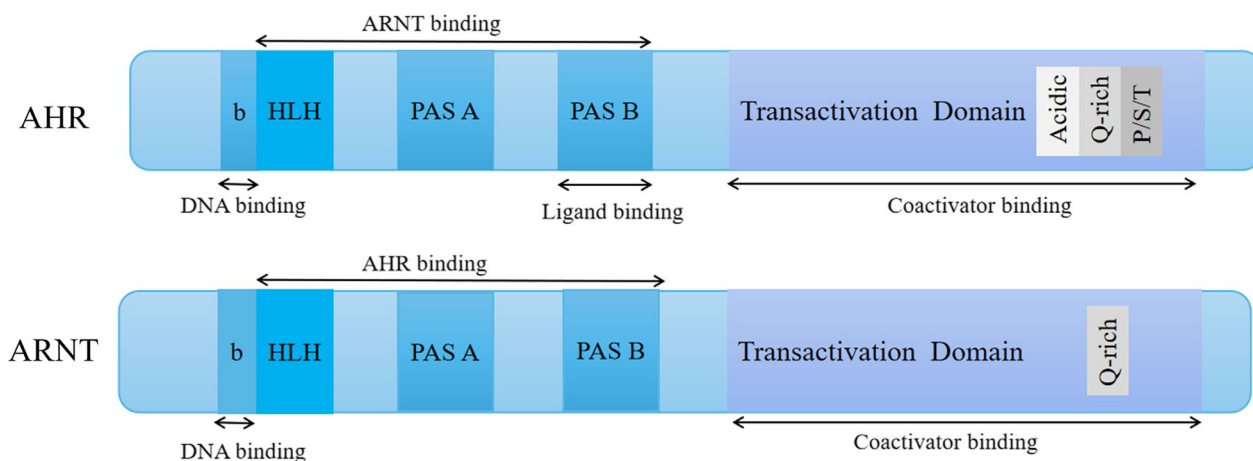 ARNT binding
AHR
b
HLH
PAS A
PAS B
Transactivation Domain
Acidic
Q-rich
P/S/T
DNA binding
Ligand binding
Coactivator binding
AHR binding
ARNT
b
HLH
PAS A
PAS B
Transactivation Domain
Q-rich
DNA binding
Coactivator binding